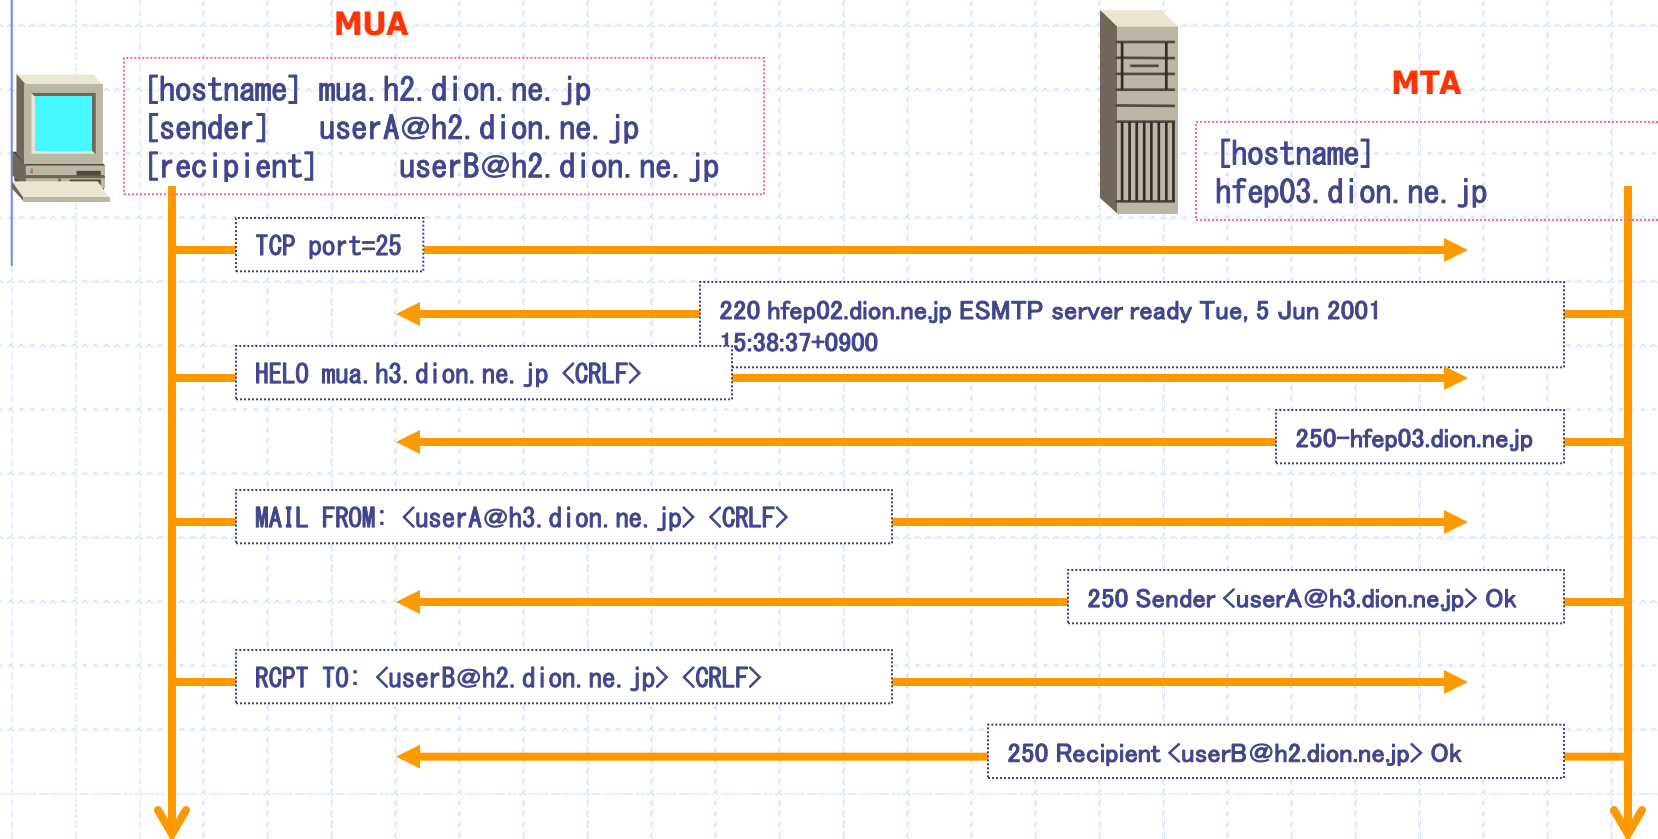 MUA
[hostname] mua.h2.dion.ne.jp
[sender] userA@h2.dion.ne.jp
[recipient] userB@h2.dion.ne.jp
MTA
[hostname]
hfep03.dion.ne.jp
TCP port=25
220 hfep02.dion.ne.jp ESMTP server ready Tue, 5 Jun 2001
15:38:37+0900
HELO mua.h3.dion.ne.jp <CRLF>
250-hfep03.dion.ne.jp
MAIL FROM: <userA@h3.dion.ne.jp> <CRLF>
250 Sender <userA@h3.dion.ne.jp> Ok
RCPT TO: <userB@h2.dion.ne.jp> <CRLF>
250 Recipient <userB@h2.dion.ne.jp> Ok